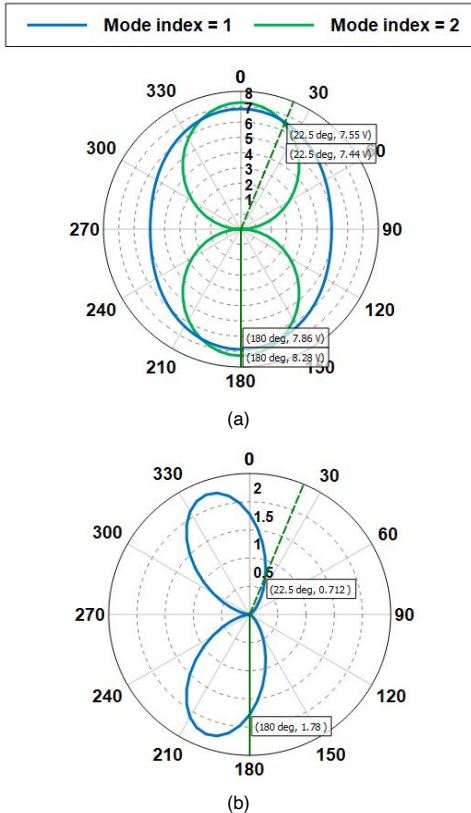 Mode index = 1 Mode index = 2
0
330 30
8
7
6
5
4
3
2
1
(22.5 deg, 7.55 V)
(22.5 deg, 7.44 V)
300
270 90
240 120
(180 deg, 7.86 V)
(180 deg, 8.28 V)
210 150
180
(a)
0
330 30
2
1.5
1
0.5
300 60
(22.5 deg, 0.712)
270 90
240 120
(180 deg, 1.78)
210 150
180
(b)